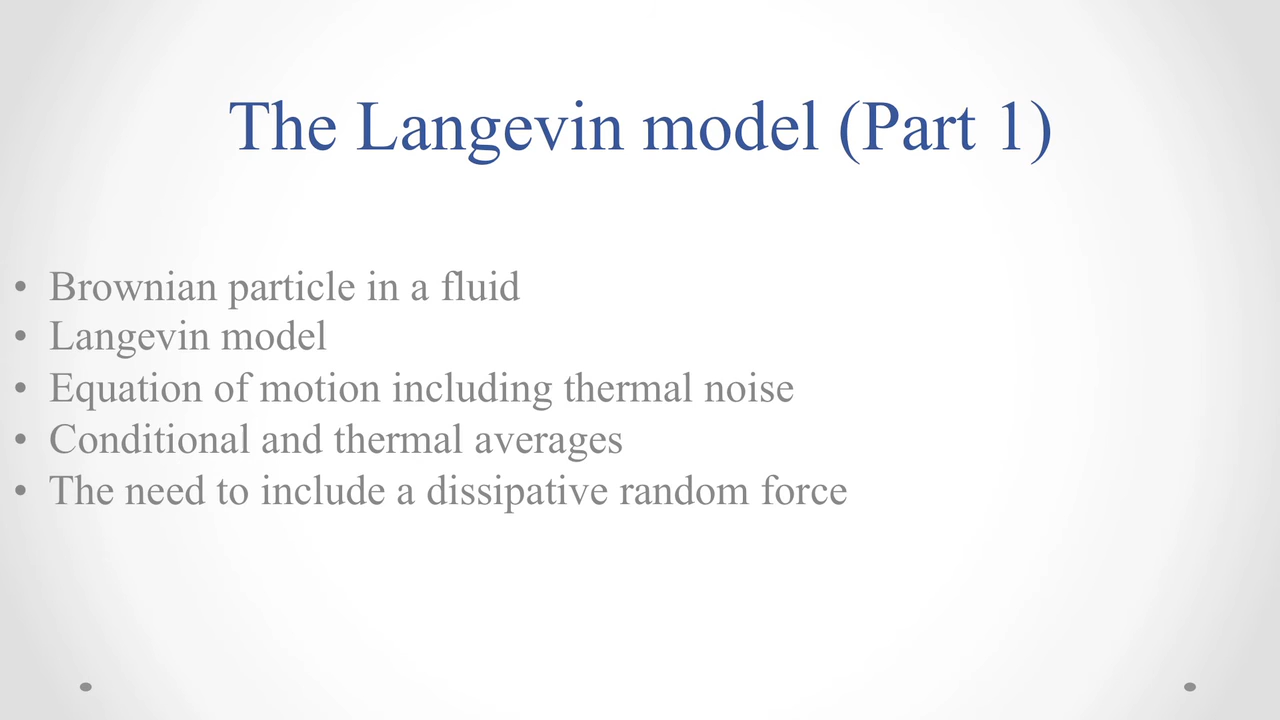 The Langevin model (Part 1)
• Brownian particle in a fluid
• Langevin model
• Equation of motion including thermal noise
• Conditional and thermal averages
• The need to include a dissipative random force